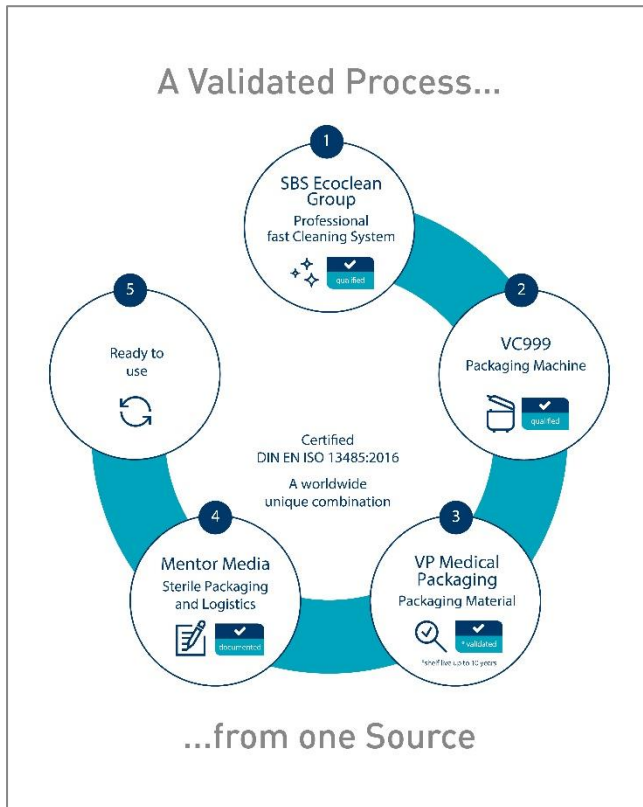 A Validated Process...
1
SBS Ecoclean
Group
Professional
fast Cleaning System
qualified
2
VC999
Packaging Machine
qualified
3
VP Medical
Packaging
Packaging Material
* validated
*shelf live up to 10 years
4
Mentor Media
Sterile Packaging
and Logistics
documented
5
Ready to
use
Certified
DIN EN ISO 13485:2016
A worldwide
unique combination
...from one Source